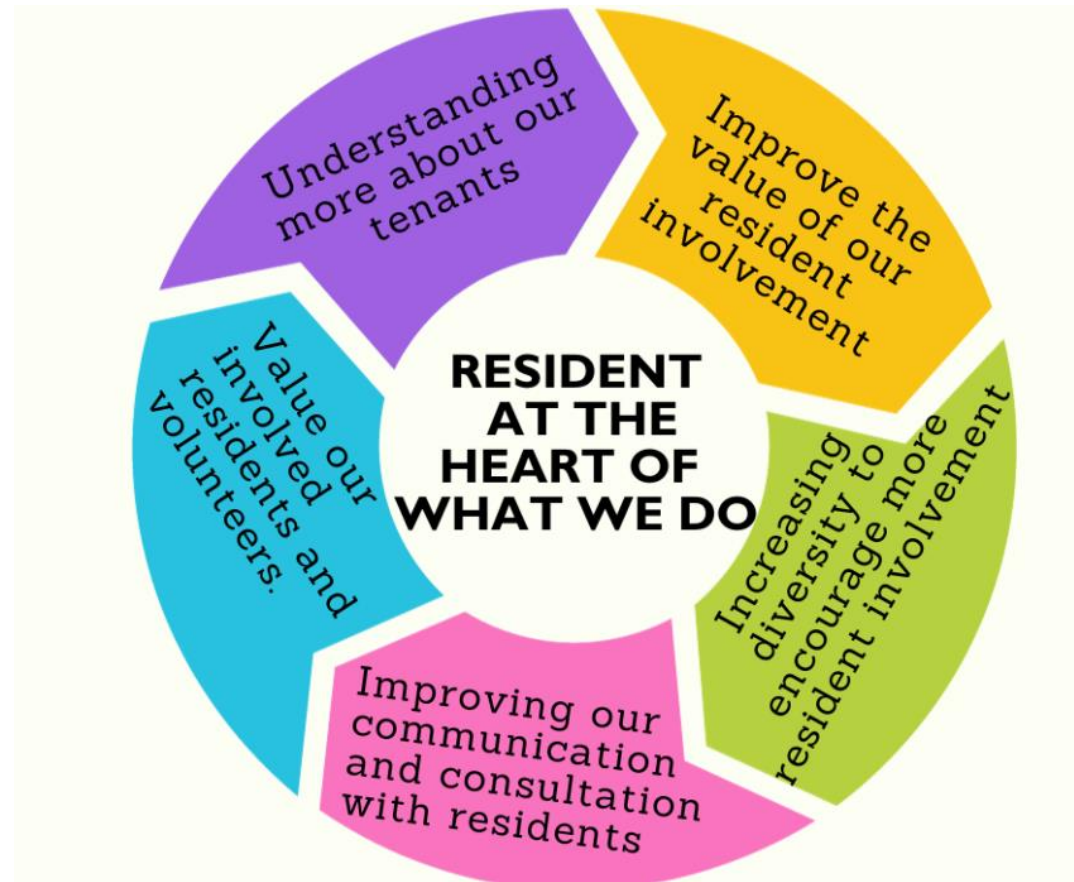 Understanding
more about our
tenants
Improve the
value of our
resident
involvement
Increasing
diversity to
encourage more
resident involvement
Improving our
communication
and consultation
with residents
Value our
involved
residents and
volunteers.
RESIDENT
AT THE
HEART OF
WHAT WE DO